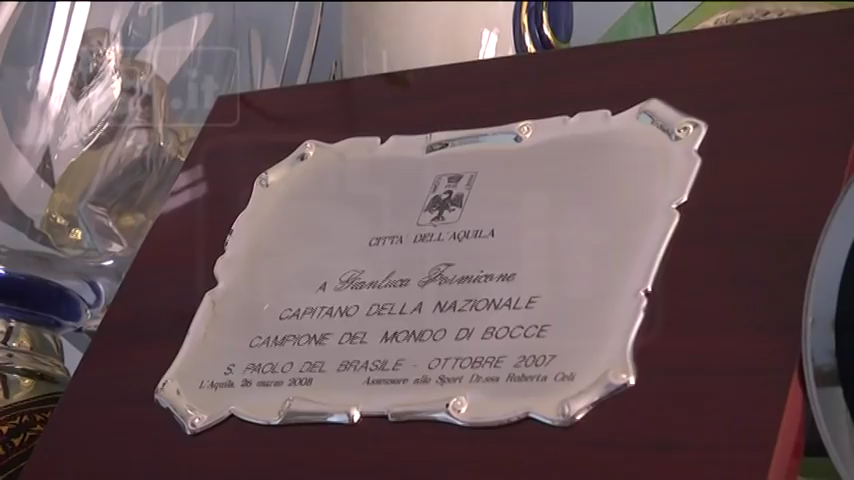 .it
CITTA' DELL'AQUILA
A Gianluca Formicone
CAPITANO DELLA NAZIONALE
CAMPIONE DEL MONDO DI BOCCE
S. PAOLO DEL BRASILE - OTTOBRE 2007
L'Aquila, 26 marzo 2008 Assessore allo Sport Dr.ssa Roberta Celi